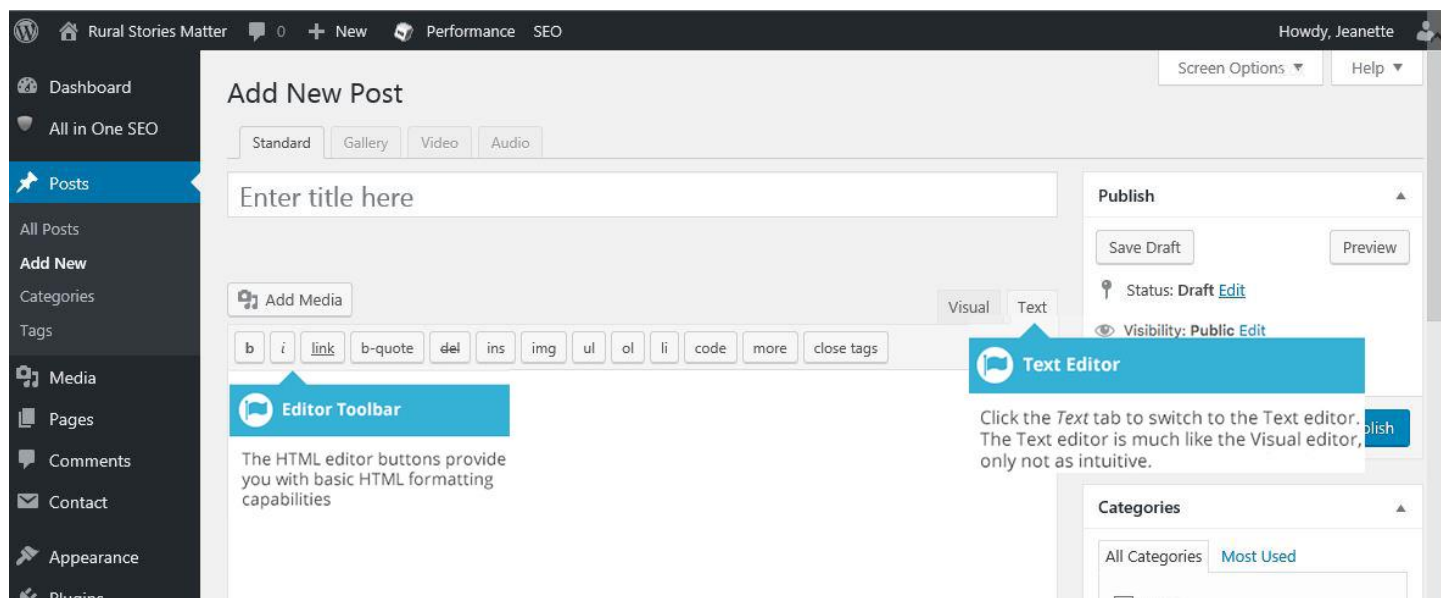 Rural Stories Matter 0 + New Performance SEO Howdy, Jeanette
Screen Options Help
Dashboard
All in One SEO
Posts
All Posts
Add New
Categories
Tags
Media
Pages
Comments
Contact
Appearance
Plugins
Add New Post
Standard Gallery Video Audio
Enter title here
Add Media
Visual Text
b i link b-quote del ins img ul ol li code more close tags
Editor Toolbar
The HTML editor buttons provide
you with basic HTML formatting
capabilities
Text Editor
Click the Text tab to switch to the Text editor.
The Text editor is much like the Visual editor,
only not as intuitive.
Publish
Save Draft Preview
Status: Draft Edit
Visibility: Public Edit
blish
Categories
All Categories Most Used